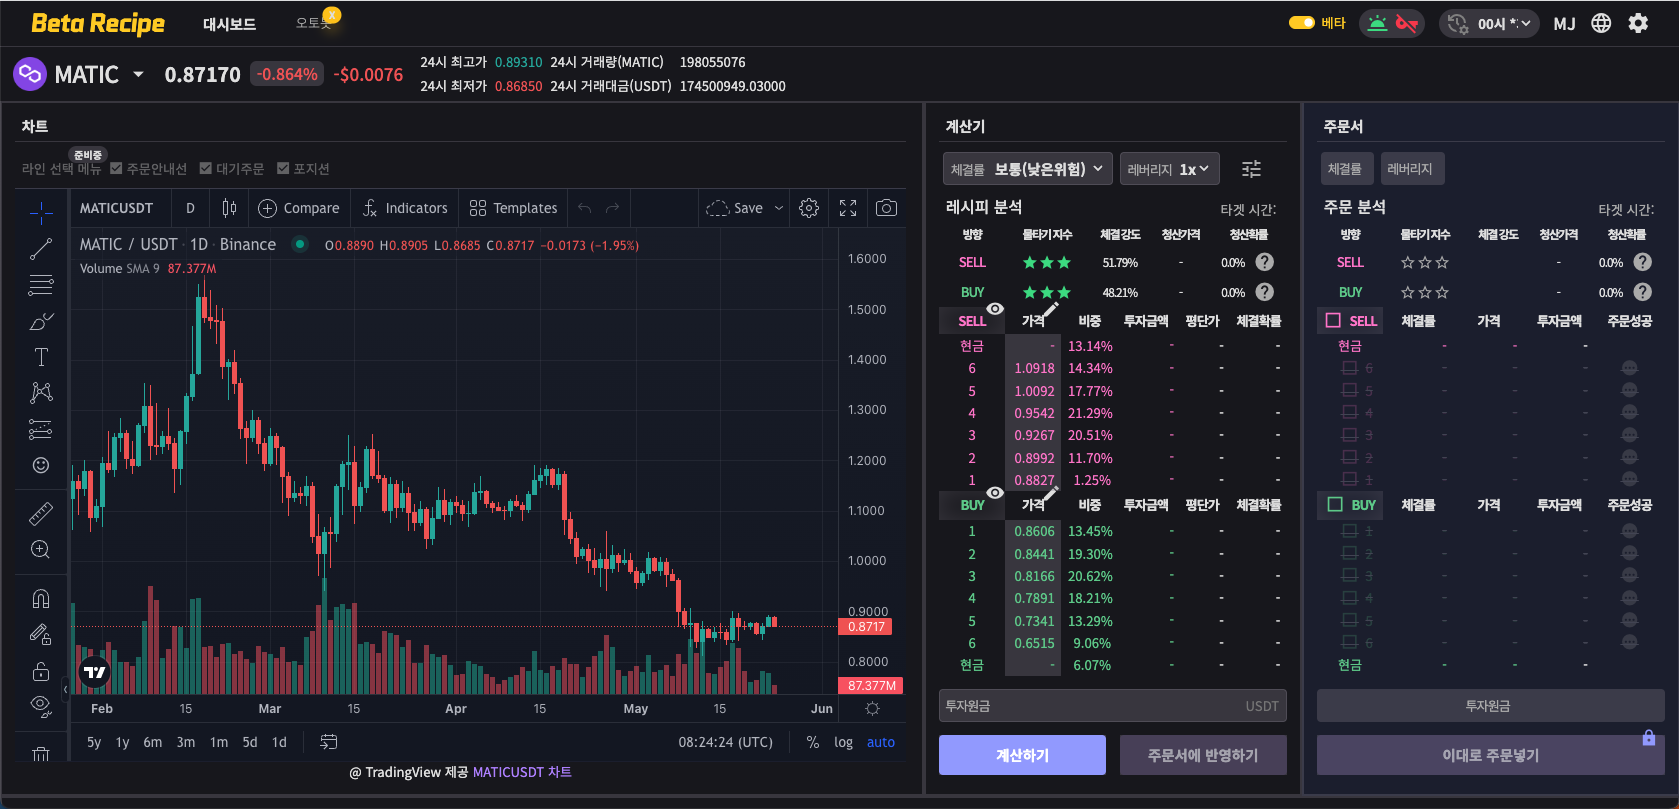 Beta Recipe 대시보드 오토봇 X 베타 00시 MJ
MATIC 0.87170 -0.864% -$0.0076
24시 최고가 0.89310 24시 거래량(MATIC) 198055076
24시 최저가 0.86850 24시 거래대금(USDT) 174500949.03000
차트
준비중
라인 선택 메뉴 주문안내선 대기주문 포지션
MATICUSDT D Compare Indicators Templates Save
MATIC / USDT · 1D · Binance O0.8890 H0.8905 L0.8685 C0.8717 −0.0173 (−1.95%)
Volume SMA 9 87.377M
1.6000
1.5000
1.4000
1.3000
1.2000
1.1000
1.0000
0.9000
0.8717
0.8000
87.377M
Feb 15 Mar 15 Apr 15 May 15 Jun
5y 1y 6m 3m 1m 5d 1d 08:24:24 (UTC) % log auto
@ TradingView 제공 MATICUSDT 차트
계산기
체결률 보통(낮은위험) 레버리지 1x
레시피 분석 타겟 시간:
방향 물타기 지수 체결 강도 청산가격 청산확률
SELL ★★★ 51.79% - 0.0% ?
BUY ★★★ 48.21% - 0.0% ?
SELL 가격 비중 투자금액 평단가 체결확률
현금 - 13.14% - - -
6 1.0918 14.34% - - -
5 1.0092 17.77% - - -
4 0.9542 21.29% - - -
3 0.9267 20.51% - - -
2 0.8992 11.70% - - -
1 0.8827 1.25% - - -
BUY 가격 비중 투자금액 평단가 체결확률
1 0.8606 13.45% - - -
2 0.8441 19.30% - - -
3 0.8166 20.62% - - -
4 0.7891 18.21% - - -
5 0.7341 13.29% - - -
6 0.6515 9.06% - - -
현금 - 6.07% - - -
투자원금 USDT
계산하기 주문서에 반영하기
주문서
체결률 레버리지
주문 분석 타겟 시간:
방향 물타기 지수 체결 강도 청산가격 청산확률
SELL ☆☆☆ - 0.0% ?
BUY ☆☆☆ - 0.0% ?
SELL 체결률 가격 투자금액 주문성공
현금 - - -
6 - - -
5 - - -
4 - - -
3 - - -
2 - - -
1 - - -
BUY 체결률 가격 투자금액 주문성공
1 - - -
2 - - -
3 - - -
4 - - -
5 - - -
6 - - -
현금 - - -
투자원금
이대로 주문넣기